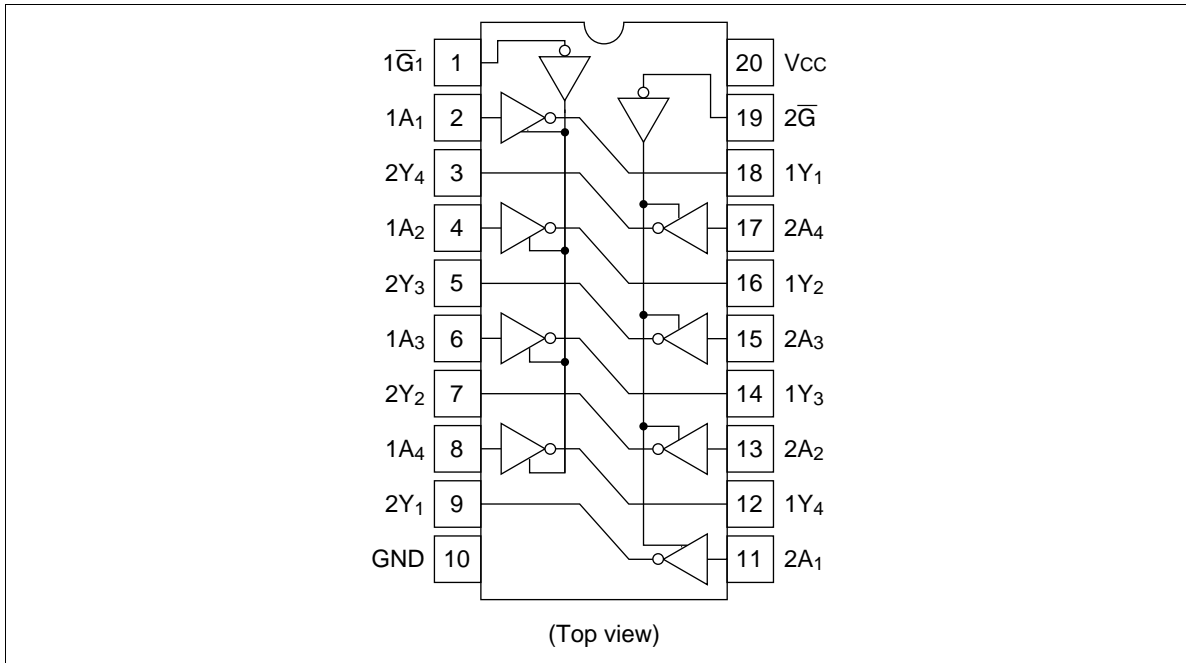 1G̅1 1 20 VCC
1A1 2 19 2G̅
2Y4 3 18 1Y1
1A2 4 17 2A4
2Y3 5 16 1Y2
1A3 6 15 2A3
2Y2 7 14 1Y3
1A4 8 13 2A2
2Y1 9 12 1Y4
GND 10 11 2A1
(Top view)